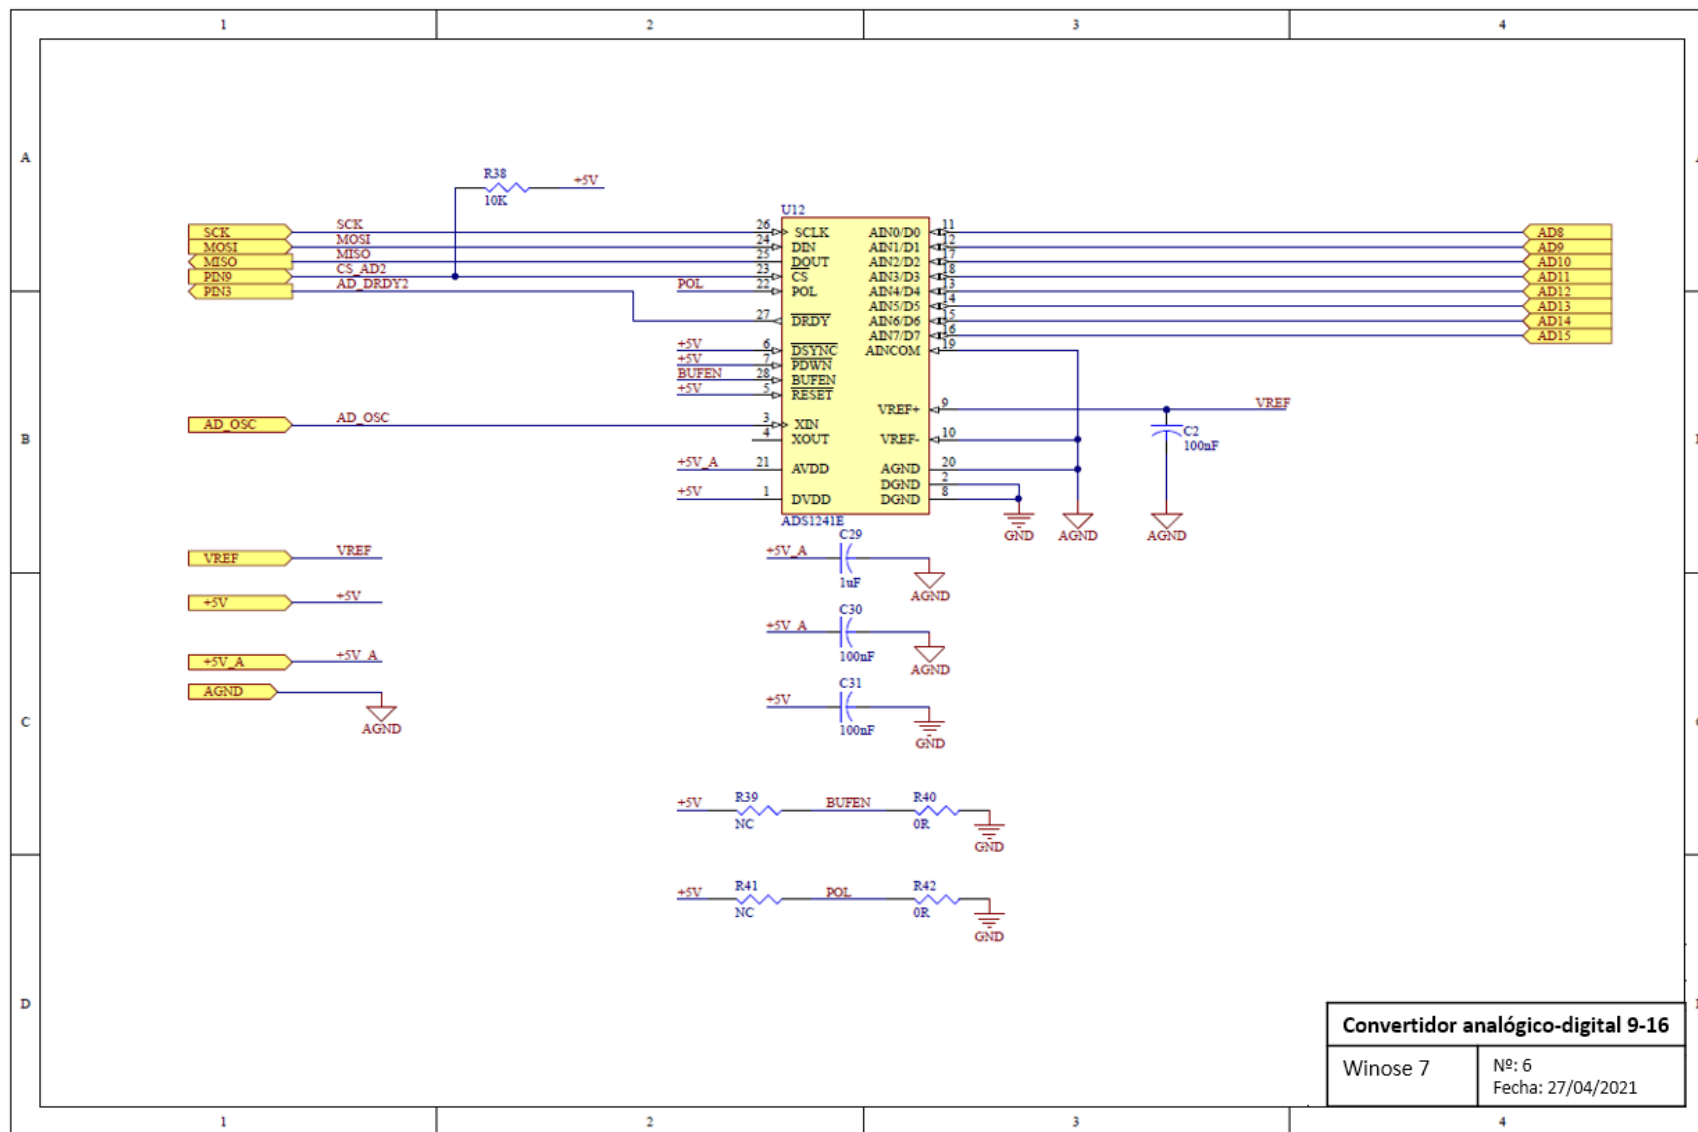 1 2 3 4
A
R38
+5V
10K
U12
SCK SCK 26 SCLK AIN0/D0 11 AD8
MOSI MOSI 24 DIN AIN1/D1 12 AD9
MISO MISO 25 DOUT AIN2/D2 17 AD10
PIN9 CS_AD2 23 CS AIN3/D3 18 AD11
PIN3 AD_DRDY2 POL 22 POL AIN4/D4 13 AD12
AIN5/D5 14 AD13
27 DRDY AIN6/D6 15 AD14
AIN7/D7 16 AD15
+5V 6 DSYNC AINCOM 19
+5V 7 PDWN
BUFEN 28 BUFEN
+5V 5 RESET
VREF+ 9 VREF
AD_OSC AD_OSC 3 XIN
B
4 XOUT VREF- 10 C2
100nF
+5V_A 21 AVDD AGND 20
DGND 2
+5V 1 DVDD DGND 8
ADS1241E
GND AGND AGND
C29
VREF VREF +5V_A
1uF
AGND
+5V +5V
C30
+5V_A
100nF
AGND
+5V_A +5V_A
C31
AGND
+5V
100nF
AGND
GND
C
+5V R39 BUFEN R40
NC 0R
GND
+5V R41 POL R42
NC 0R
GND
D
Convertidor analógico-digital 9-16
Winose 7
Nº: 6
Fecha: 27/04/2021
1 2 3 4